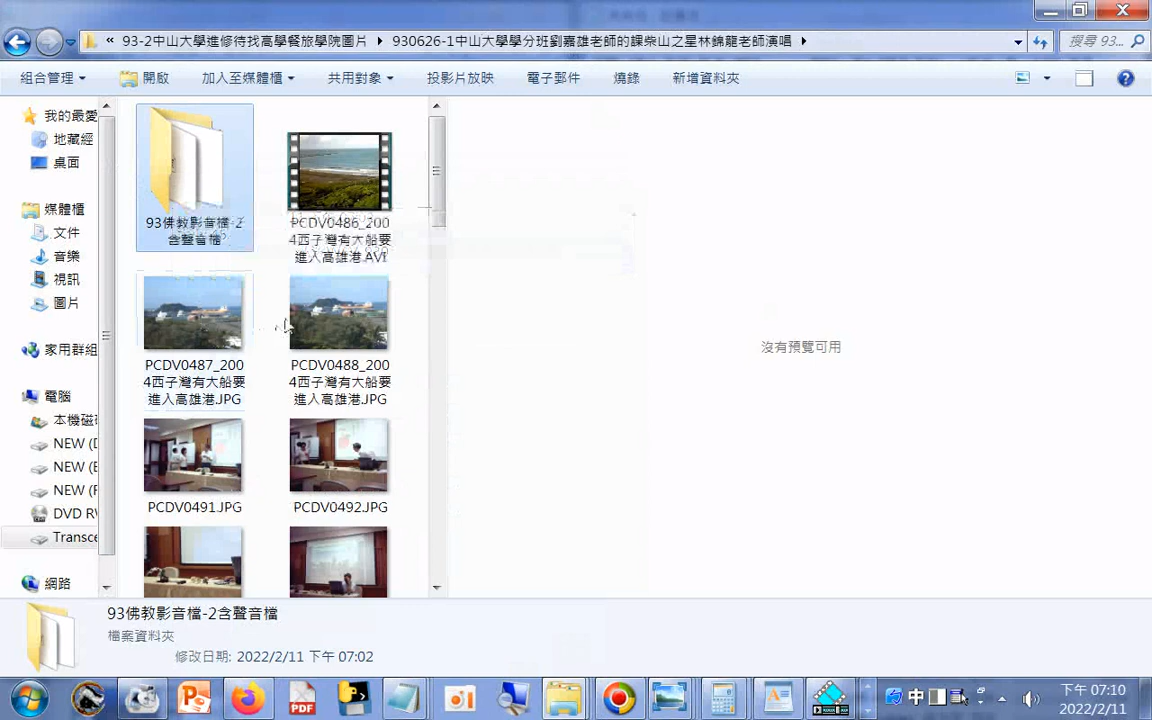 « 93-2中山大學進修待找高學餐旅學院圖片 ▸ 930626-1中山大學學分班劉嘉雄老師的課柴山之星林錦龍老師演唱 ▸
搜尋 93...
組合管理 開啟 加入至媒體櫃 共用對象 投影片放映 電子郵件 燒錄 新增資料夾
我的最愛
地藏經
桌面
媒體櫃
文件
音樂
視訊
圖片
家用群組
電腦
本機磁
NEW (D
NEW (E
NEW (F
DVD RW
Transce
網路
93佛教影音檔-2
含聲音檔
PCDV0486_200
4西子灣有大船要
進入高雄港.AVI
PCDV0487_200
4西子灣有大船要
進入高雄港.JPG
PCDV0488_200
4西子灣有大船要
進入高雄港.JPG
PCDV0491.JPG
PCDV0492.JPG
沒有預覽可用
93佛教影音檔-2含聲音檔
檔案資料夾
修改日期: 2022/2/11 下午 07:02
PDF
中
下午 07:10
2022/2/11